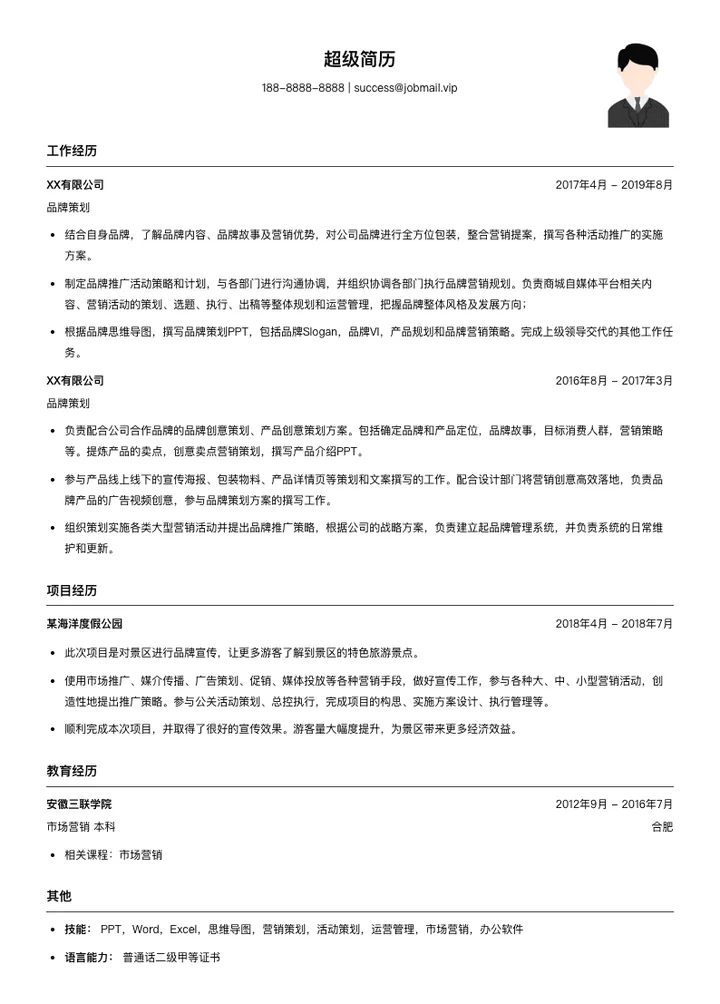 超级简历
188-8888-8888 | success@jobmail.vip
工作经历
XX有限公司 2017年4月 – 2019年8月
品牌策划
• 结合自身品牌，了解品牌内容、品牌故事及营销优势，对公司品牌进行全方位包装，整合营销提案，撰写各种活动推广的实施
方案。
• 制定品牌推广活动策略和计划，与各部门进行沟通协调，并组织协调各部门执行品牌营销规划。负责商城自媒体平台相关内
容、营销活动的策划、选题、执行、出稿等整体规划和运营管理，把握品牌整体风格及发展方向；
• 根据品牌思维导图，撰写品牌策划PPT，包括品牌Slogan，品牌VI，产品规划和品牌营销策略。完成上级领导交代的其他工作任
务。
XX有限公司 2016年8月 – 2017年3月
品牌策划
• 负责配合公司合作品牌的品牌创意策划、产品创意策划方案。包括确定品牌和产品定位，品牌故事，目标消费人群，营销策略
等。提炼产品的卖点，创意卖点营销策划，撰写产品介绍PPT。
• 参与产品线上线下的宣传海报、包装物料、产品详情页等策划和文案撰写的工作。配合设计部门将营销创意高效落地，负责品
牌产品的广告视频创意，参与品牌策划方案的撰写工作。
• 组织策划实施各类大型营销活动并提出品牌推广策略，根据公司的战略方案，负责建立起品牌管理系统，并负责系统的日常维
护和更新。
项目经历
某海洋度假公园 2018年4月 – 2018年7月
• 此次项目是对景区进行品牌宣传，让更多游客了解到景区的特色旅游景点。
• 使用市场推广、媒介传播、广告策划、促销、媒体投放等各种营销手段，做好宣传工作，参与各种大、中、小型营销活动，创
造性地提出推广策略。参与公关活动策划、总控执行，完成项目的构思、实施方案设计、执行管理等。
• 顺利完成本次项目，并取得了很好的宣传效果。游客量大幅度提升，为景区带来更多经济效益。
教育经历
安徽三联学院 2012年9月 – 2016年7月
市场营销 本科 合肥
• 相关课程：市场营销
其他
• 技能： PPT，Word，Excel，思维导图，营销策划，活动策划，运营管理，市场营销，办公软件
• 语言能力： 普通话二级甲等证书